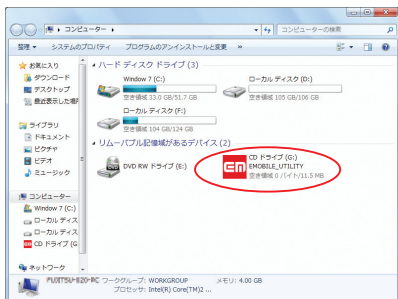 コンピューター
コンピューターの検索
整理 システムのプロパティ プログラムのアンインストールと変更 »
お気に入り
ダウンロード
デスクトップ
最近表示した場所
ライブラリ
ドキュメント
ピクチャ
ビデオ
ミュージック
コンピューター
Window 7 (C:)
ローカル ディス
ローカル ディス
CD ドライブ (G
ネットワーク
ハード ディスク ドライブ (3)
Window 7 (C:)
空き領域 33.0 GB/51.7 GB
ローカル ディスク (D:)
空き領域 105 GB/106 GB
ローカル ディスク (F:)
空き領域 104 GB/124 GB
リムーバブル記憶域があるデバイス (2)
DVD RW ドライブ (E:)
CD ドライブ (G:)
EMOBILE_UTILITY
空き領域 0 バイト/11.5 MB
ワークグループ: WORKGROUP メモリ: 4.00 GB
プロセッサ: Intel(R) Core(TM)2 ...